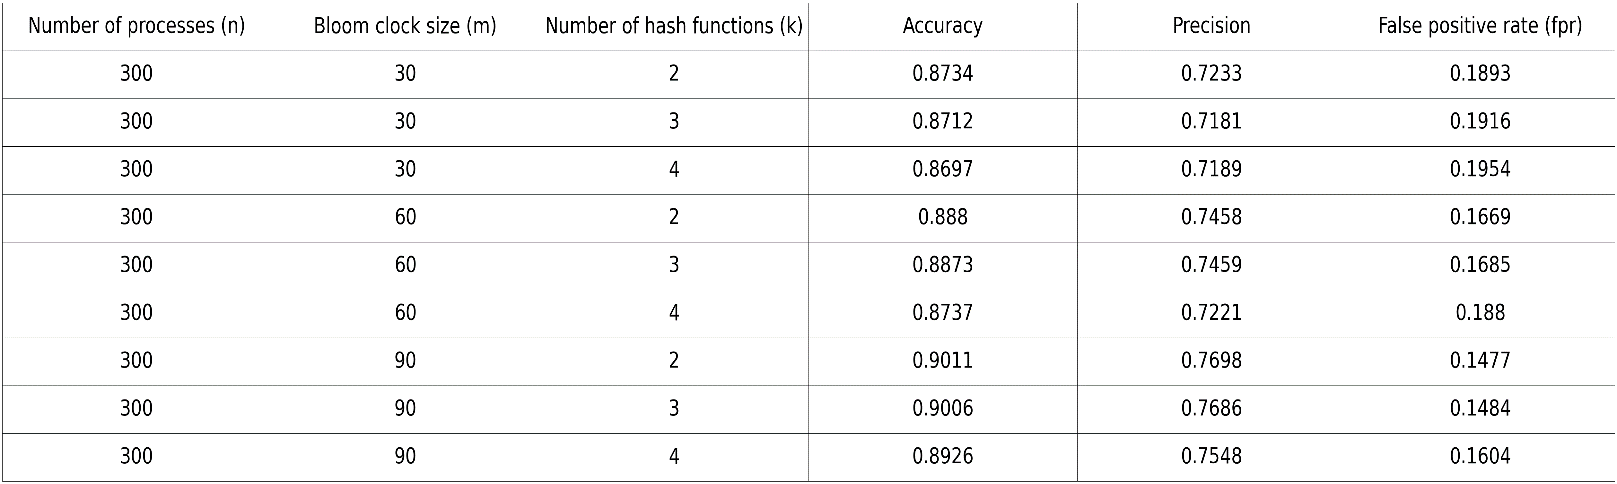 Number of processes (n) Bloom clock size (m) Number of hash functions (k) Accuracy Precision False positive rate (fpr)
300 30 2 0.8734 0.7233 0.1893
300 30 3 0.8712 0.7181 0.1916
300 30 4 0.8697 0.7189 0.1954
300 60 2 0.888 0.7458 0.1669
300 60 3 0.8873 0.7459 0.1685
300 60 4 0.8737 0.7221 0.188
300 90 2 0.9011 0.7698 0.1477
300 90 3 0.9006 0.7686 0.1484
300 90 4 0.8926 0.7548 0.1604